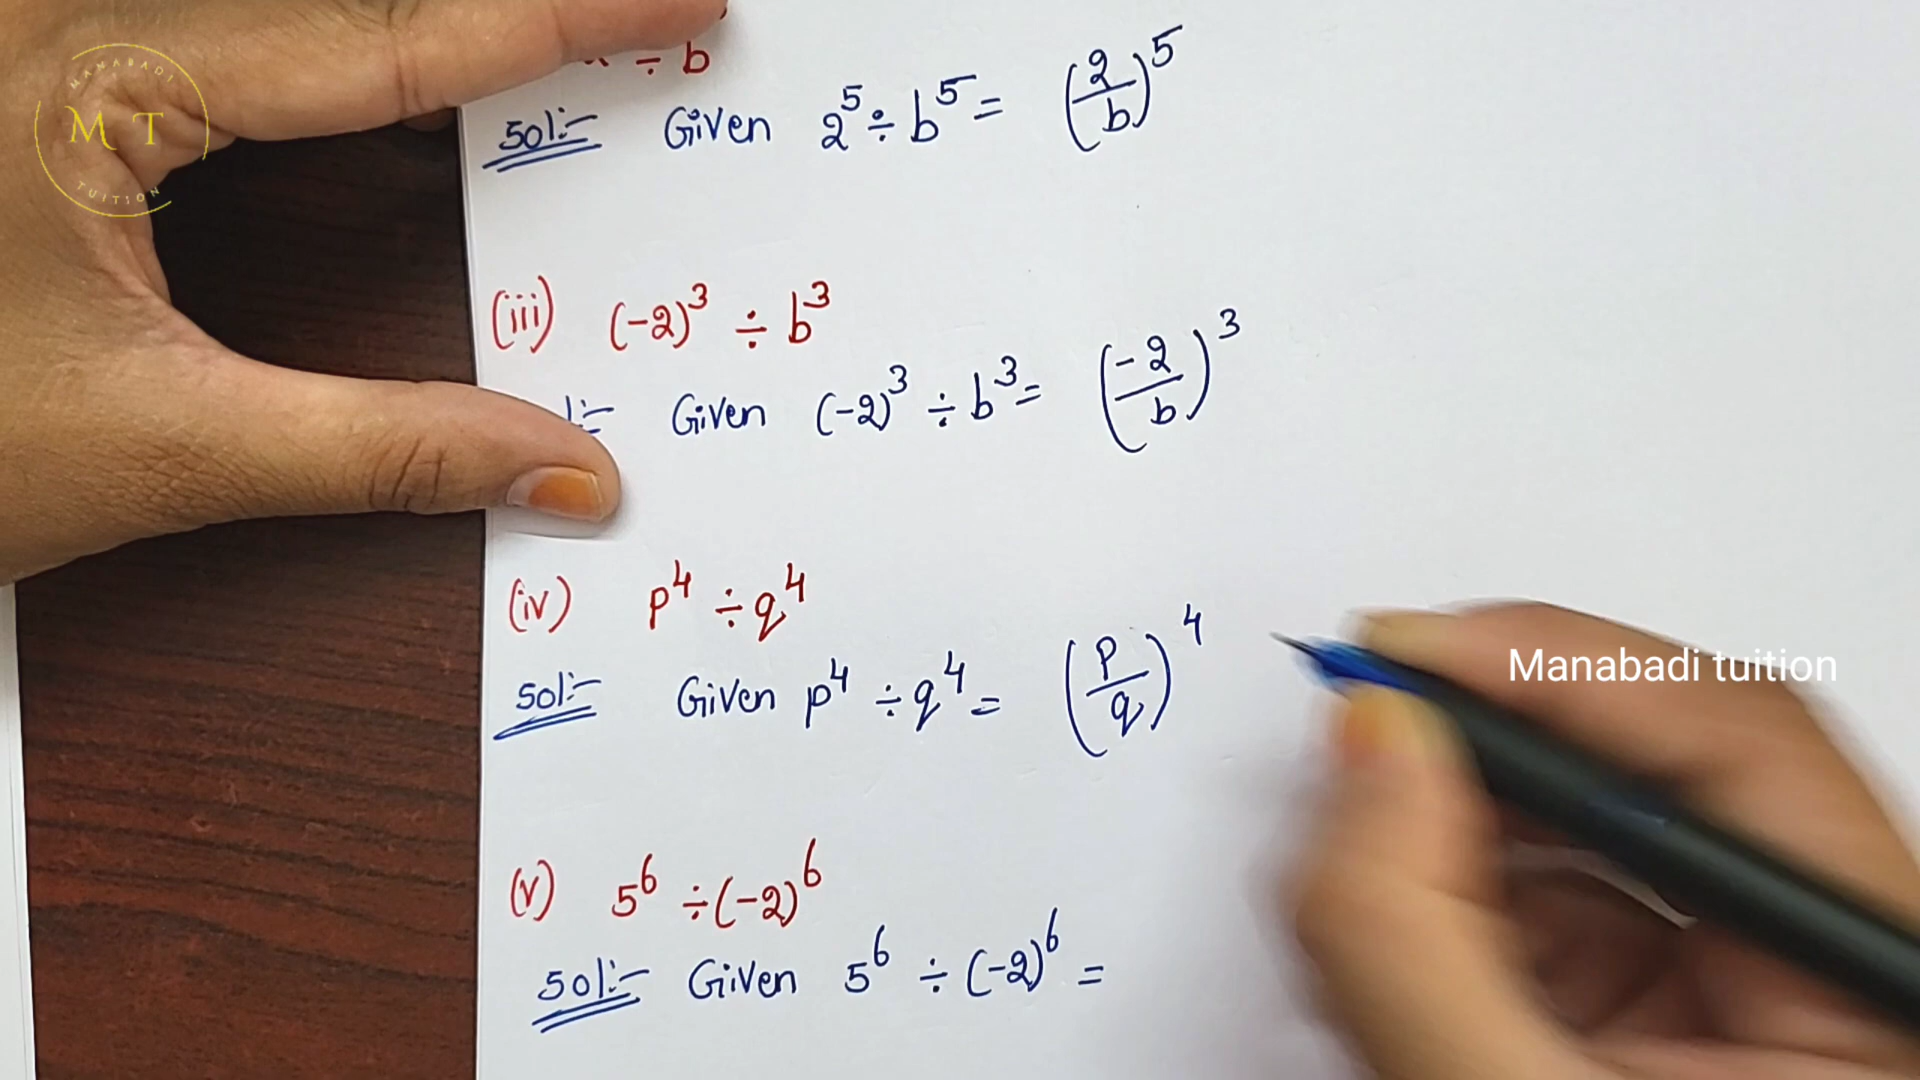 MANABADI
M T
TUITION
÷ b
Sol:- Given 2⁵ ÷ b⁵ = (2/b)⁵
(iii) (-2)³ ÷ b³
Given (-2)³ ÷ b³ = (-2/b)³
(iv) p⁴ ÷ q⁴
Sol:- Given p⁴ ÷ q⁴ = (p/q)⁴
Manabadi tuition
(v) 5⁶ ÷ (-2)⁶
Sol:- Given 5⁶ ÷ (-2)⁶ =